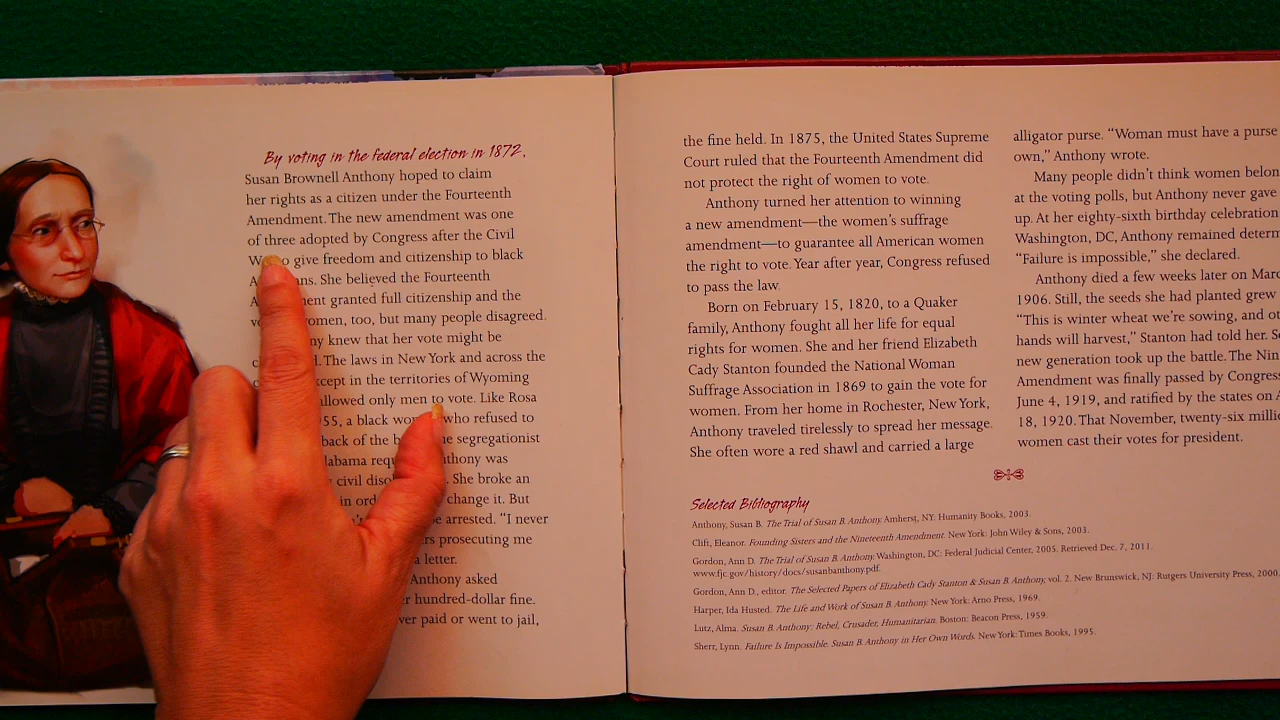 By voting in the federal election in 1872,
Susan Brownell Anthony hoped to claim
her rights as a citizen under the Fourteenth
Amendment. The new amendment was one
of three adopted by Congress after the Civil
give freedom and citizenship to black
She believed the Fourteenth
granted full citizenship and the
women, too, but many people disagreed.
knew that her vote might be
The laws in New York and across the
except in the territories of Wyoming
allowed only men to vote. Like Rosa
a black who refused to
back of the segregationist
Anthony was
civil She broke an
in change it. But
be arrested. “I never
prosecuting me
a letter.
Anthony asked
hundred-dollar fine.
paid or went to jail,
the fine held. In 1875, the United States Supreme
Court ruled that the Fourteenth Amendment did
not protect the right of women to vote.
Anthony turned her attention to winning
a new amendment—the women’s suffrage
amendment—to guarantee all American women
the right to vote. Year after year, Congress refused
to pass the law.
Born on February 15, 1820, to a Quaker
family, Anthony fought all her life for equal
rights for women. She and her friend Elizabeth
Cady Stanton founded the National Woman
Suffrage Association in 1869 to gain the vote for
women. From her home in Rochester, New York,
Anthony traveled tirelessly to spread her message.
She often wore a red shawl and carried a large
alligator purse. “Woman must have a purse
own,” Anthony wrote.
Many people didn’t think women
at the voting polls, but Anthony never gave
up. At her eighty-sixth birthday celebration
Washington, DC, Anthony remained
“Failure is impossible,” she declared.
Anthony died a few weeks later on
1906. Still, the seeds she had planted grew
“This is winter wheat we’re sowing, and
hands will harvest,” Stanton had told her.
new generation took up the battle. The
Amendment was finally passed by Congress
June 4, 1919, and ratified by the states on
18, 1920. That November, twenty-six
women cast their votes for president.
Selected Bibliography
Anthony, Susan B. The Trial of Susan B. Anthony. Amherst, NY: Humanity Books, 2003.
Clift, Eleanor. Founding Sisters and the Nineteenth Amendment. New York: John Wiley & Sons, 2003.
Gordon, Ann D. The Trial of Susan B. Anthony. Washington, DC: Federal Judicial Center, 2005. Retrieved Dec. 7, 2011.
www.fjc.gov/history/docs/susanbanthony.pdf.
Gordon, Ann D., editor. The Selected Papers of Elizabeth Cady Stanton & Susan B. Anthony, vol. 2. New Brunswick, NJ: Rutgers University Press, 2000.
Harper, Ida Husted. The Life and Work of Susan B. Anthony. New York: Arno Press, 1969.
Lutz, Alma. Susan B. Anthony: Rebel, Crusader, Humanitarian. Boston: Beacon Press, 1959.
Sherr, Lynn. Failure Is Impossible: Susan B. Anthony in Her Own Words. New York: Times Books, 1995.